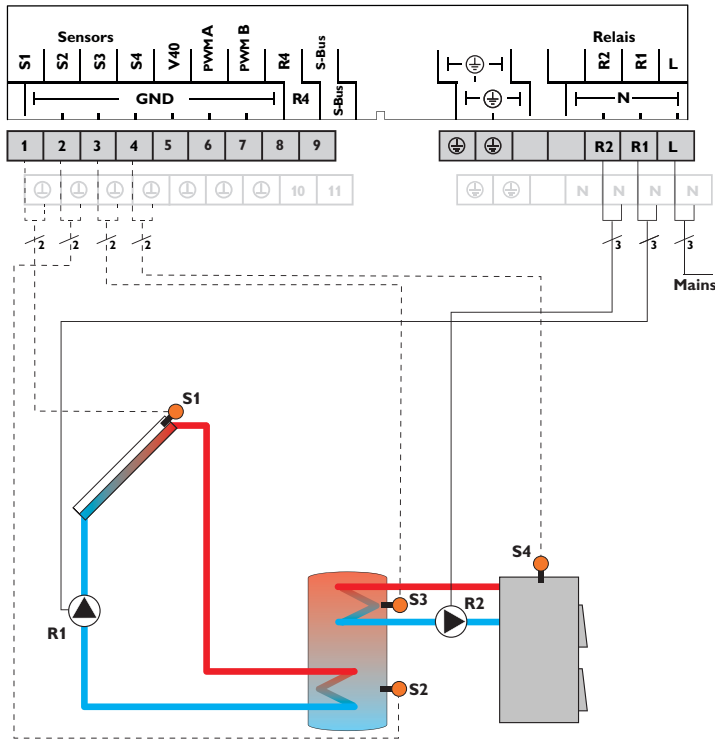 Sensors
Relais
S1 S2 S3 S4 V40 PWM A PWM B R4 S-Bus
R2 R1 L
GND
R4
S-Bus
N
1 2 3 4 5 6 7 8 9
R2 R1 L
10 11
N N N N
2 2 2 2
3 3 3
Mains
S1
S4
S3
R2
R1
S2